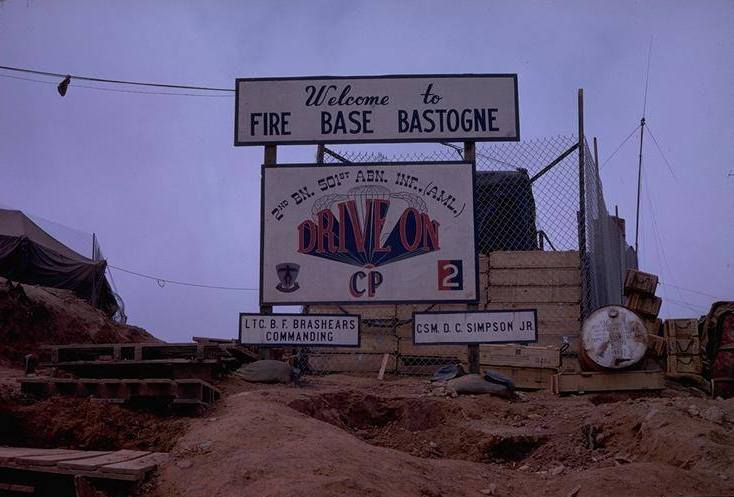 Welcome to
FIRE BASE BASTOGNE
2ND BN. 501ST ABN. INF., (AML.)
DRIVE ON
CP
2
LTC. B. F. BRASHEARS
COMMANDING
CSM. D. C. SIMPSON JR.